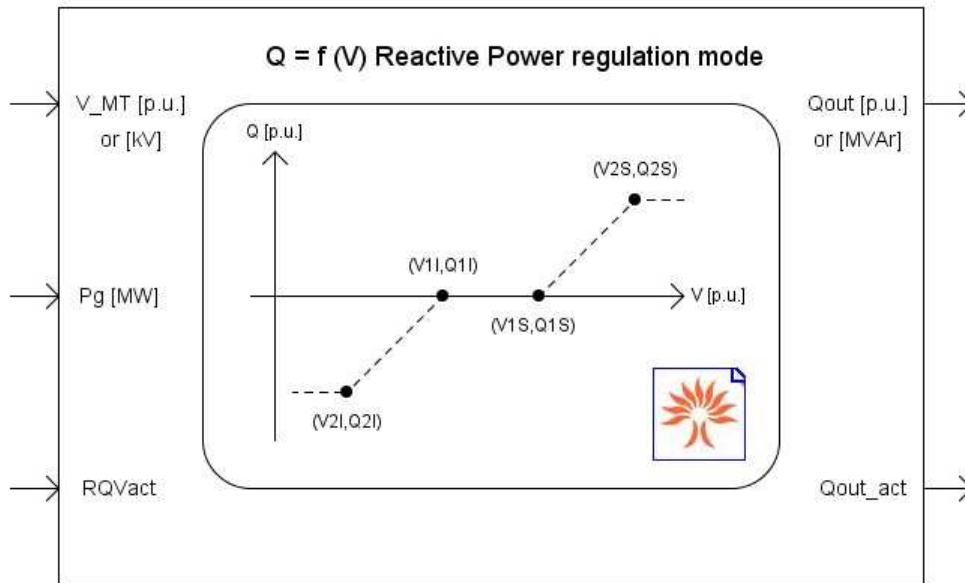 Q = f (V) Reactive Power regulation mode
V_MT [p.u.]
or [kV]
Qout [p.u.]
or [MVAr]
Q [p.u.]
(V2S,Q2S)
(V1I,Q1I)
Pg [MW]
V [p.u.]
(V1S,Q1S)
(V2I,Q2I)
RQVact
Qout_act